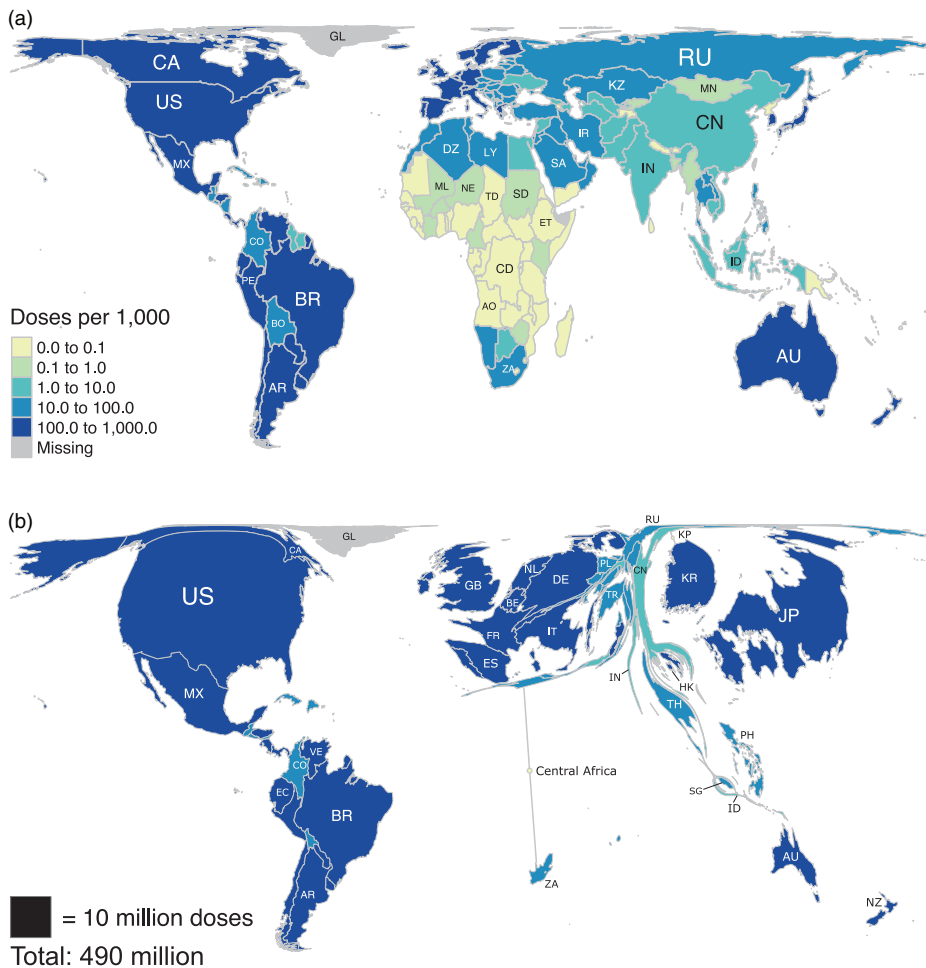 (a)
GL
RU
CA
KZ
MN
US
CN
IR
DZ
LY
SA
MX
IN
ML
NE
SD
TD
ET
CO
CD
ID
PE
BR
AO
Doses per 1,000
BO
0.0 to 0.1
AU
0.1 to 1.0
ZA
1.0 to 10.0
AR
10.0 to 100.0
100.0 to 1,000.0
Missing
(b)
RU
GL
KP
CA
PL
CN
NL
DE
GB
KR
US
TR
BE
JP
FR
IT
ES
IN
HK
MX
TH
PH
VE
CO
Central Africa
EC
SG
ID
BR
AU
ZA
AR
NZ
= 10 million doses
Total: 490 million